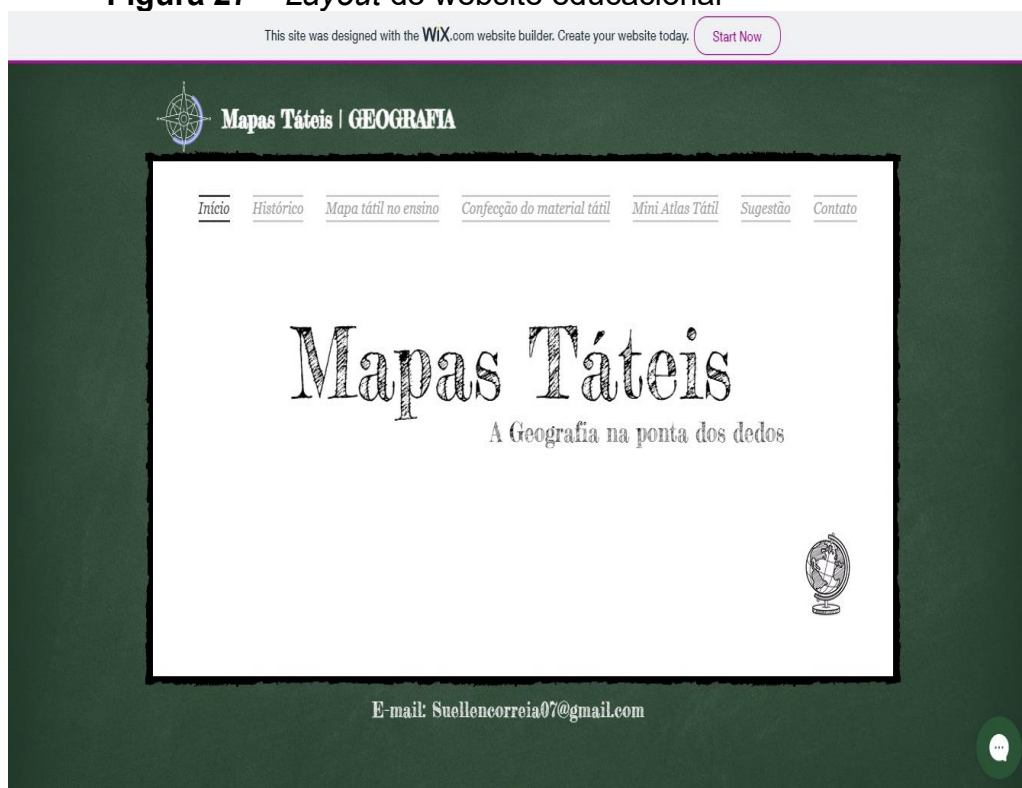 Figura 27 – Layout do website educacional
This site was designed with the WiX.com website builder. Create your website today. Start Now
Mapas Táteis | GEOGRAFIA
Início Histórico Mapa tátil no ensino Confecção do material tátil Mini Atlas Tátil Sugestão Contato
Mapas Táteis
A Geografia na ponta dos dedos
E-mail: Suellencorreia07@gmail.com